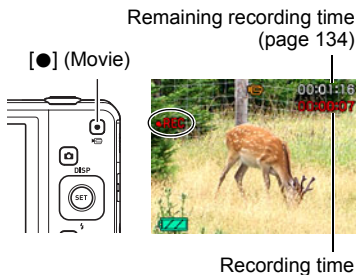 Remaining recording time
(page 134)
[●] (Movie)
00:01:16
00:00:07
●REC
DISP
SET
Recording time